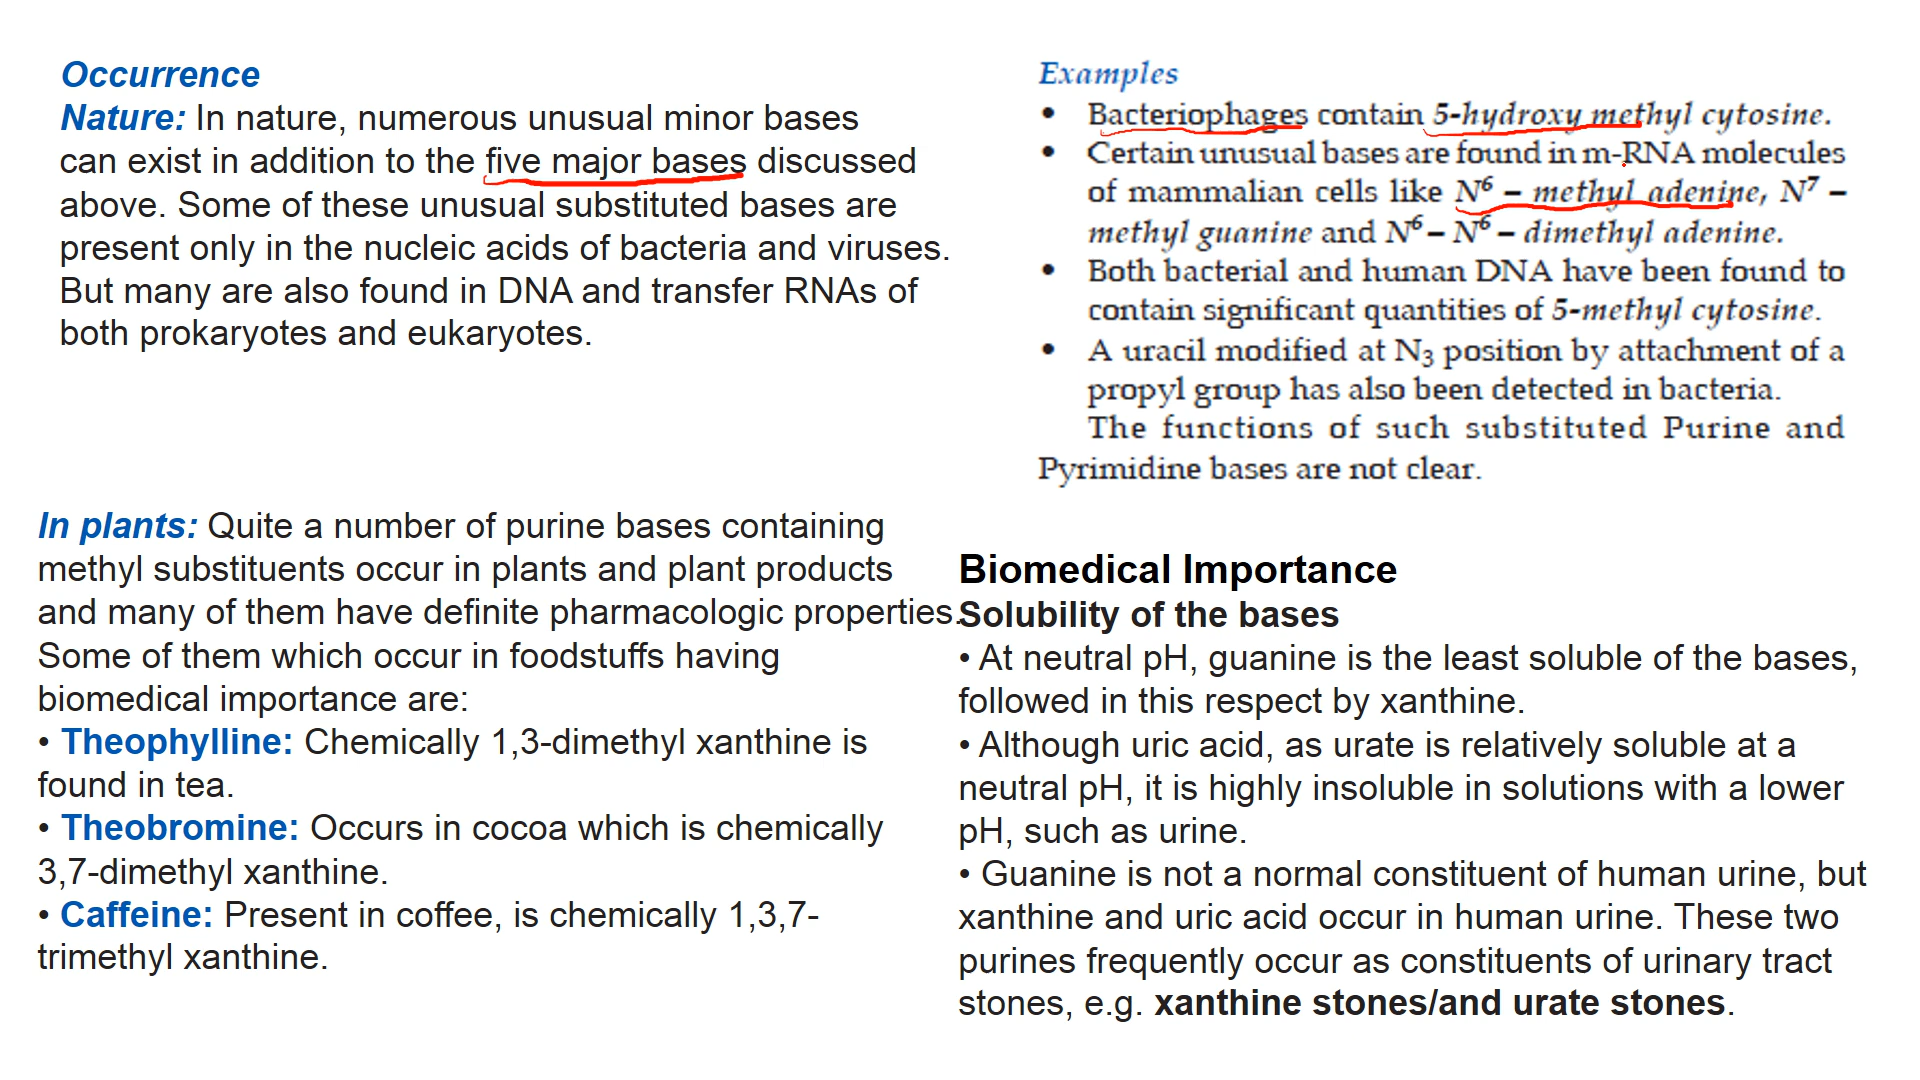 Occurrence
Nature: In nature, numerous unusual minor bases
can exist in addition to the five major bases discussed
above. Some of these unusual substituted bases are
present only in the nucleic acids of bacteria and viruses.
But many are also found in DNA and transfer RNAs of
both prokaryotes and eukaryotes.
In plants: Quite a number of purine bases containing
methyl substituents occur in plants and plant products
and many of them have definite pharmacologic properties.
Some of them which occur in foodstuffs having
biomedical importance are:
• Theophylline: Chemically 1,3-dimethyl xanthine is
found in tea.
• Theobromine: Occurs in cocoa which is chemically
3,7-dimethyl xanthine.
• Caffeine: Present in coffee, is chemically 1,3,7-
trimethyl xanthine.
Examples
• Bacteriophages contain 5-hydroxy methyl cytosine.
• Certain unusual bases are found in m-RNA molecules
of mammalian cells like N⁶ – methyl adenine, N⁷ –
methyl guanine and N⁶ – N⁶ – dimethyl adenine.
• Both bacterial and human DNA have been found to
contain significant quantities of 5-methyl cytosine.
• A uracil modified at N₃ position by attachment of a
propyl group has also been detected in bacteria.
The functions of such substituted Purine and
Pyrimidine bases are not clear.
Biomedical Importance
Solubility of the bases
• At neutral pH, guanine is the least soluble of the bases,
followed in this respect by xanthine.
• Although uric acid, as urate is relatively soluble at a
neutral pH, it is highly insoluble in solutions with a lower
pH, such as urine.
• Guanine is not a normal constituent of human urine, but
xanthine and uric acid occur in human urine. These two
purines frequently occur as constituents of urinary tract
stones, e.g. xanthine stones/and urate stones.